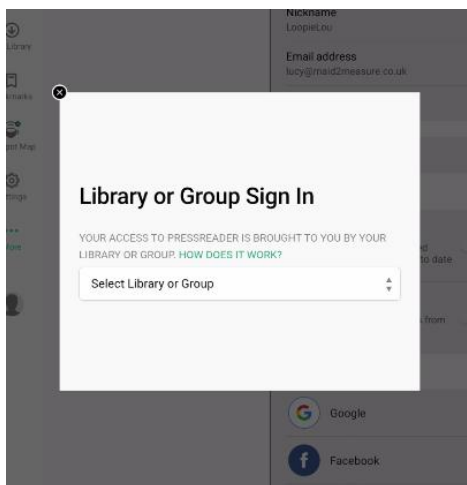 Nickname
LoopieLou
Library
Email address
lucy@maid2measure.co.uk
Library or Group Sign In
YOUR ACCESS TO PRESSREADER IS BROUGHT TO YOU BY YOUR
LIBRARY OR GROUP. HOW DOES IT WORK?
Select Library or Group
to date
from
Google
Facebook